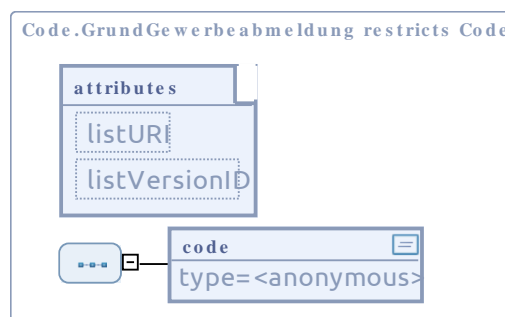 Code.GrundGewerbeabmeldung restricts Code
attributes
listURI
listVersionID
code
type=<anonymous>